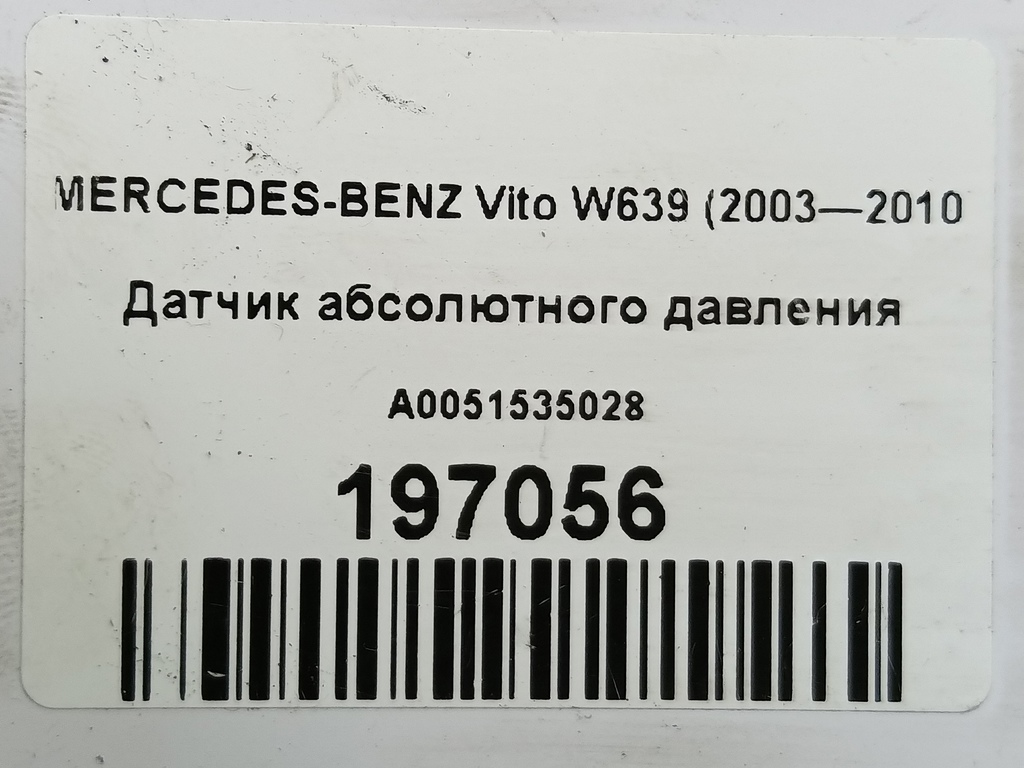 MERCEDES-BENZ Vito W639 (2003—2010
Датчик абсолютного давления
A0051535028
197056